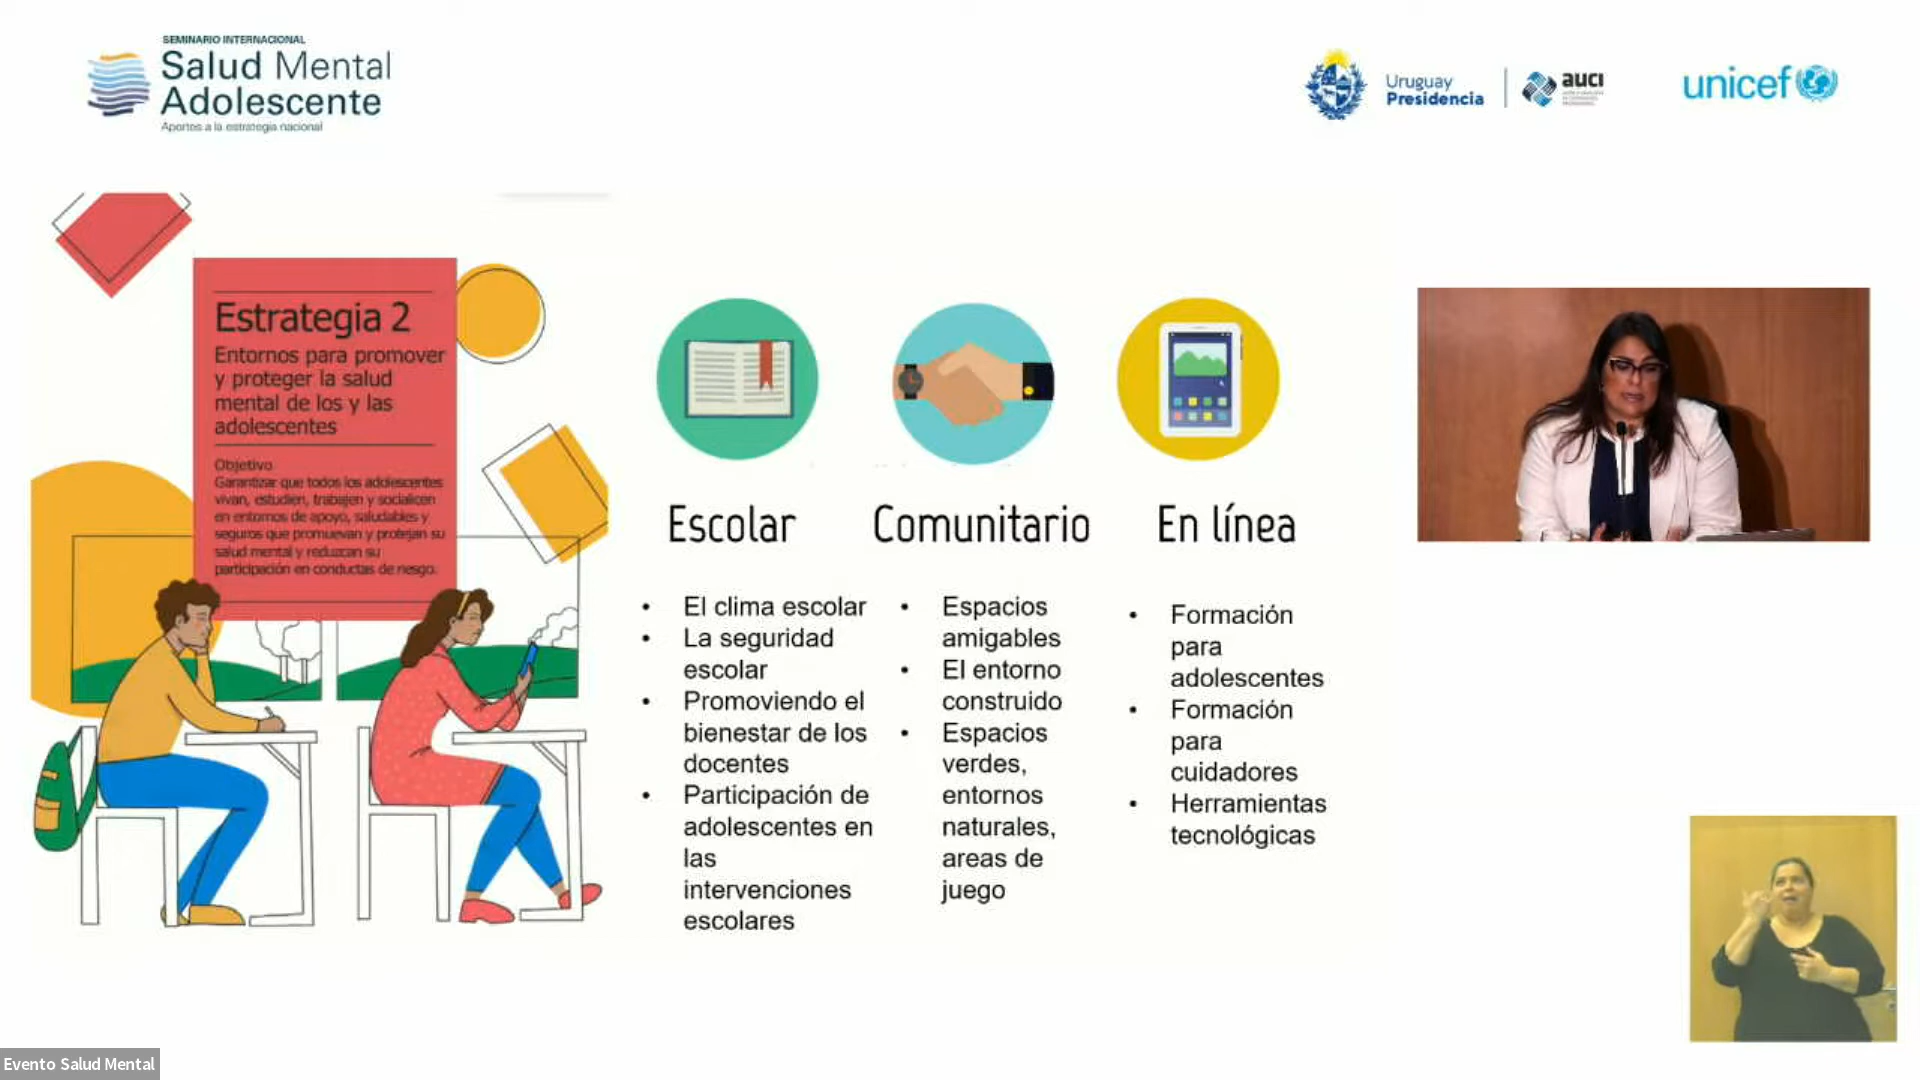 SEMINARIO INTERNACIONAL
Salud Mental
Adolescente
Aportes a la estrategia nacional
Uruguay
Presidencia
auci
unicef
Estrategia 2
Entornos para promover
y proteger la salud
mental de los y las
adolescentes
Objetivo
Garantizar que todos los adolescentes
vivan, estudien, trabajen y socialicen
en entornos de apoyo, saludables y
seguros que promuevan y protejan su
salud mental y reduzcan su
participación en conductas de riesgo.
Escolar
• El clima escolar
• La seguridad
escolar
• Promoviendo el
bienestar de los
docentes
• Participación de
adolescentes en
las
intervenciones
escolares
Comunitario
• Espacios
amigables
• El entorno
construido
• Espacios
verdes,
entornos
naturales,
areas de
juego
En línea
• Formación
para
adolescentes
• Formación
para
cuidadores
• Herramientas
tecnológicas
Evento Salud Mental